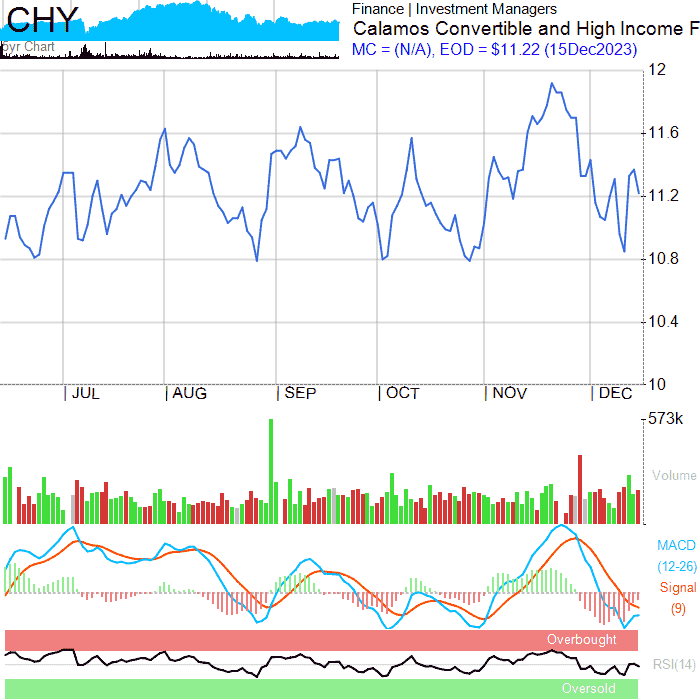 CHY
5yr Chart
Finance | Investment Managers
Calamos Convertible and High Income F
MC = (N/A), EOD = $11.22 (15Dec2023)
12
11.6
11.2
10.8
10.4
10
JUL AUG SEP OCT NOV DEC
573k
Volume
MACD
(12-26)
Signal
(9)
Overbought
RSI(14)
Oversold